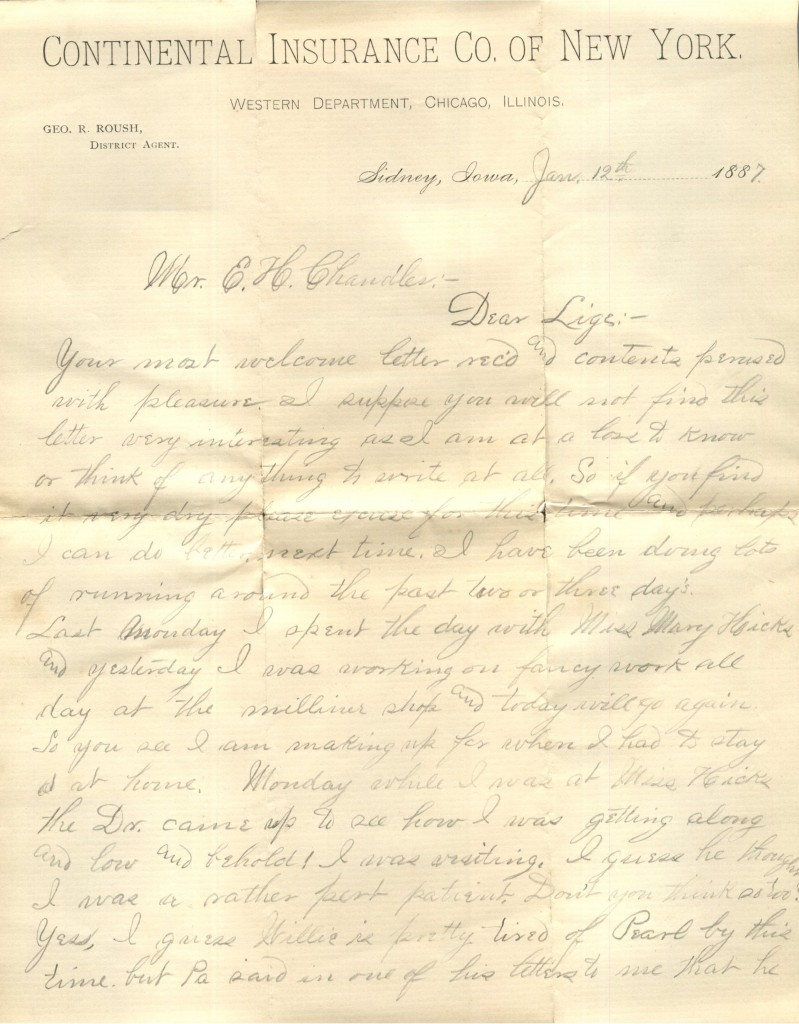 CONTINENTAL INSURANCE CO. OF NEW YORK.
WESTERN DEPARTMENT, CHICAGO, ILLINOIS.
GEO. R. ROUSH,
DISTRICT AGENT.
Sidney, Iowa, Jan. 12th 1887.
Mr. E. H. Chandler:-
Dear Lige:-
Your most welcome letter rec'd and contents perused
with pleasure. I suppose you will not find this
letter very interesting as I am at a loss to know
or think of anything to write at all. So if you find
it very dry please excuse for this time and perhaps
I can do better next time. I have been doing lots
of running around the past two or three day's.
Last Monday I spent the day with Miss Mary Hicks
and yesterday I was working on fancy work all
day at the milliner shop and today will go again.
So you see I am making up for when I had to stay
at home. Monday while I was at Miss Hicks
the Dr. came up to see how I was getting along
and low and behold! I was visiting. I guess he thought
I was a rather pert patient. Don't you think so too?
Yes, I guess Willie is pretty tired of Pearl by this
time. but Pa said in one of his letters to me that he